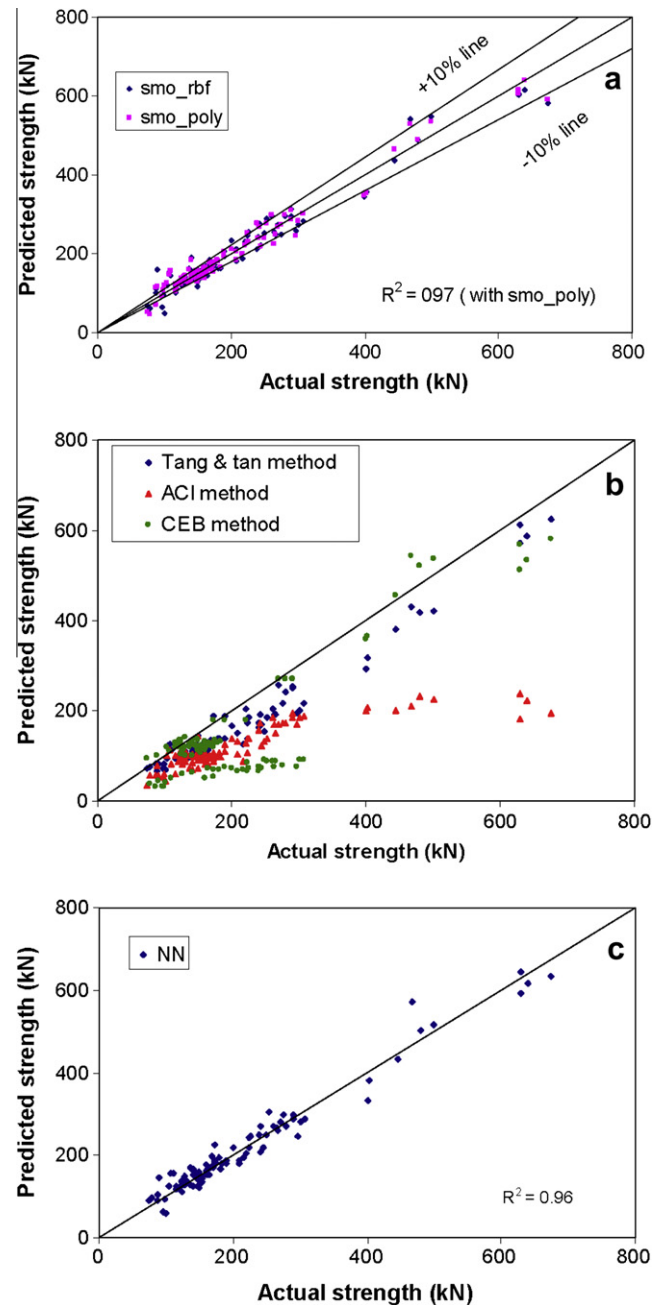 800
600
400
200
0
Predicted strength (kN)
smo_rbf
smo_poly
+10% line
a
-10% line
R² = 097 ( with smo_poly)
0 200 400 600 800
Actual strength (kN)
800
600
400
200
0
Predicted strength (kN)
Tang & tan method
ACI method
CEB method
b
0 200 400 600 800
Actual strength (kN)
800
600
400
200
0
Predicted strength (kN)
NN
c
R² = 0.96
0 200 400 600 800
Actual strength (kN)